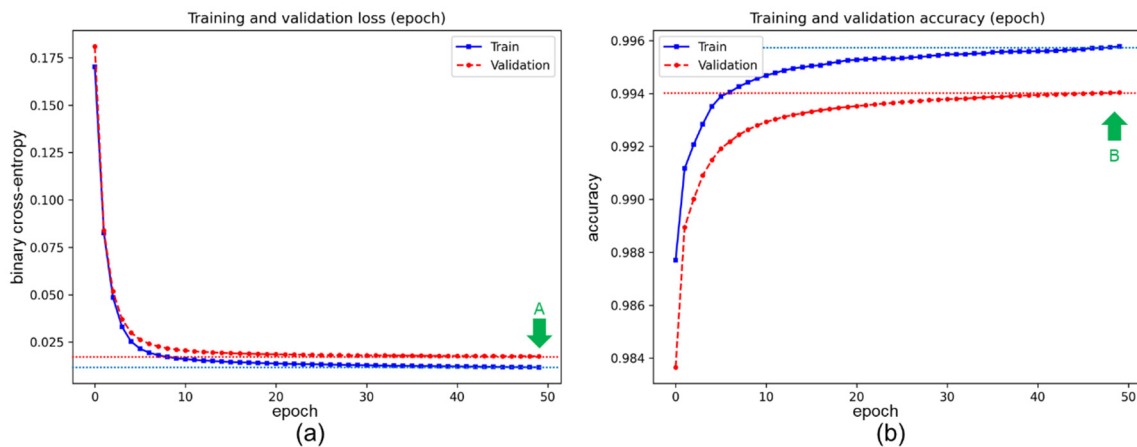 Training and validation loss (epoch)
0.175
0.150
0.125
0.100
0.075
0.050
0.025
binary cross-entropy
Train
Validation
A
0 10 20 30 40 50
epoch
(a)
Training and validation accuracy (epoch)
0.996
0.994
0.992
0.990
0.988
0.986
0.984
accuracy
Train
Validation
B
0 10 20 30 40 50
epoch
(b)